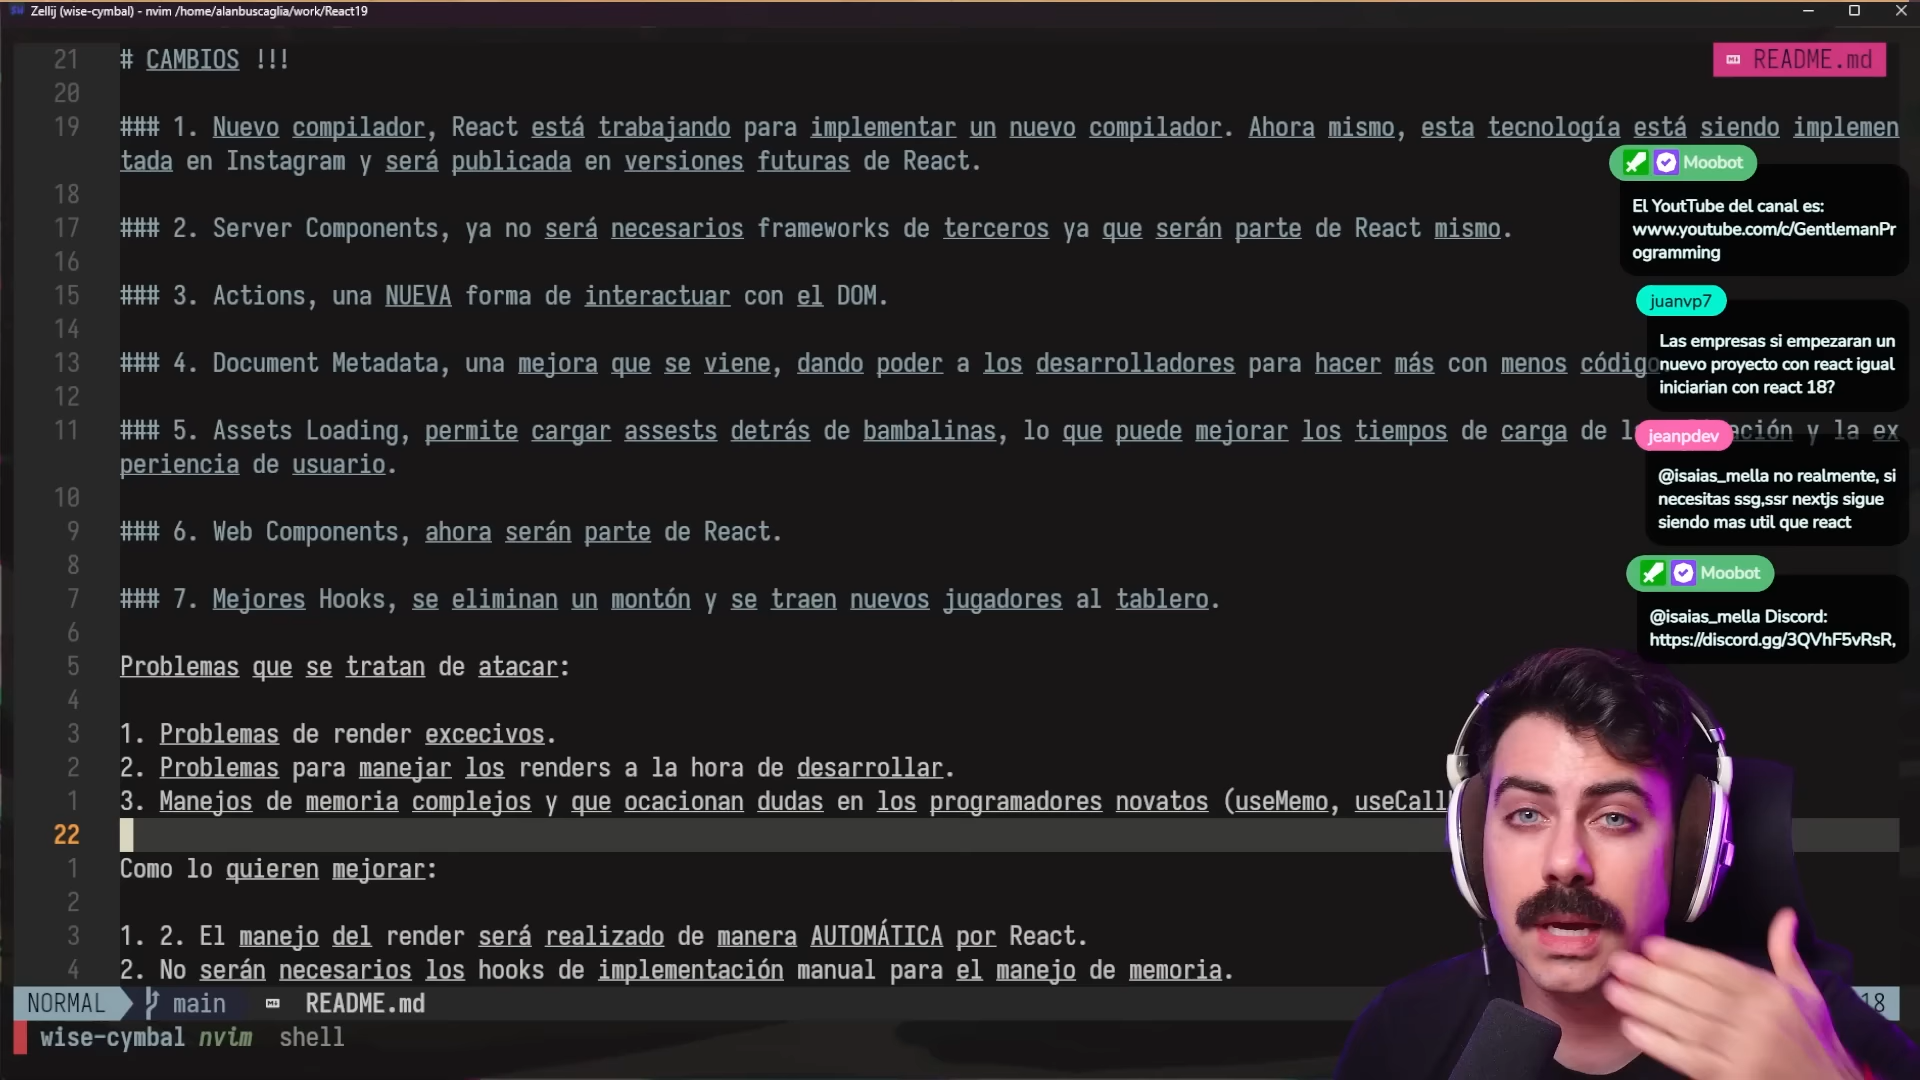 Zellij (wise-cymbal) - nvim /home/alanbuscaglia/work/React19
21 # CAMBIOS !!!
README.md
20
19 ### 1. Nuevo compilador, React está trabajando para implementar un nuevo compilador. Ahora mismo, esta tecnología está siendo implemen
tada en Instagram y será publicada en versiones futuras de React.
18
17 ### 2. Server Components, ya no será necesarios frameworks de terceros ya que serán parte de React mismo.
16
15 ### 3. Actions, una NUEVA forma de interactuar con el DOM.
14
13 ### 4. Document Metadata, una mejora que se viene, dando poder a los desarrolladores para hacer más con menos código.
12
11 ### 5. Assets Loading, permite cargar assests detrás de bambalinas, lo que puede mejorar los tiempos de carga de y la ex
periencia de usuario.
10
9 ### 6. Web Components, ahora serán parte de React.
8
7 ### 7. Mejores Hooks, se eliminan un montón y se traen nuevos jugadores al tablero.
6
5 Problemas que se tratan de atacar:
4
3 1. Problemas de render excecivos.
2 2. Problemas para manejar los renders a la hora de desarrollar.
1 3. Manejos de memoria complejos y que ocacionan dudas en los programadores novatos (useMemo,
22
1 Como lo quieren mejorar:
2
3 1. 2. El manejo del render será realizado de manera AUTOMÁTICA por React.
4 2. No serán necesarios los hooks de implementación manual para el manejo de memoria.
NORMAL main README.md 18
wise-cymbal nvim shell
Moobot
El YoutTube del canal es:
www.youtube.com/c/GentlemanPr
ogramming
juanvp7
Las empresas si empezaran un
nuevo proyecto con react igual
iniciarian con react 18?
jeanpdev
@isaias_mella no realmente, si
necesitas ssg,ssr nextjs sigue
siendo mas util que react
Moobot
@isaias_mella Discord:
https://discord.gg/3QVhF5vRsR,